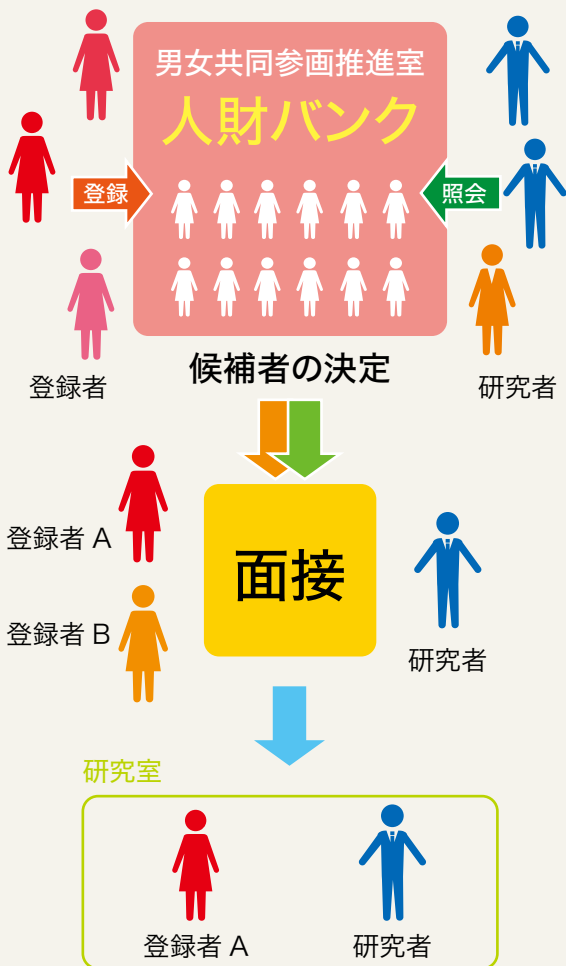 男女共同参画推進室
人財バンク
登録
照会
登録者
候補者の決定
研究者
登録者 A
面接
登録者 B
研究者
研究室
登録者 A
研究者